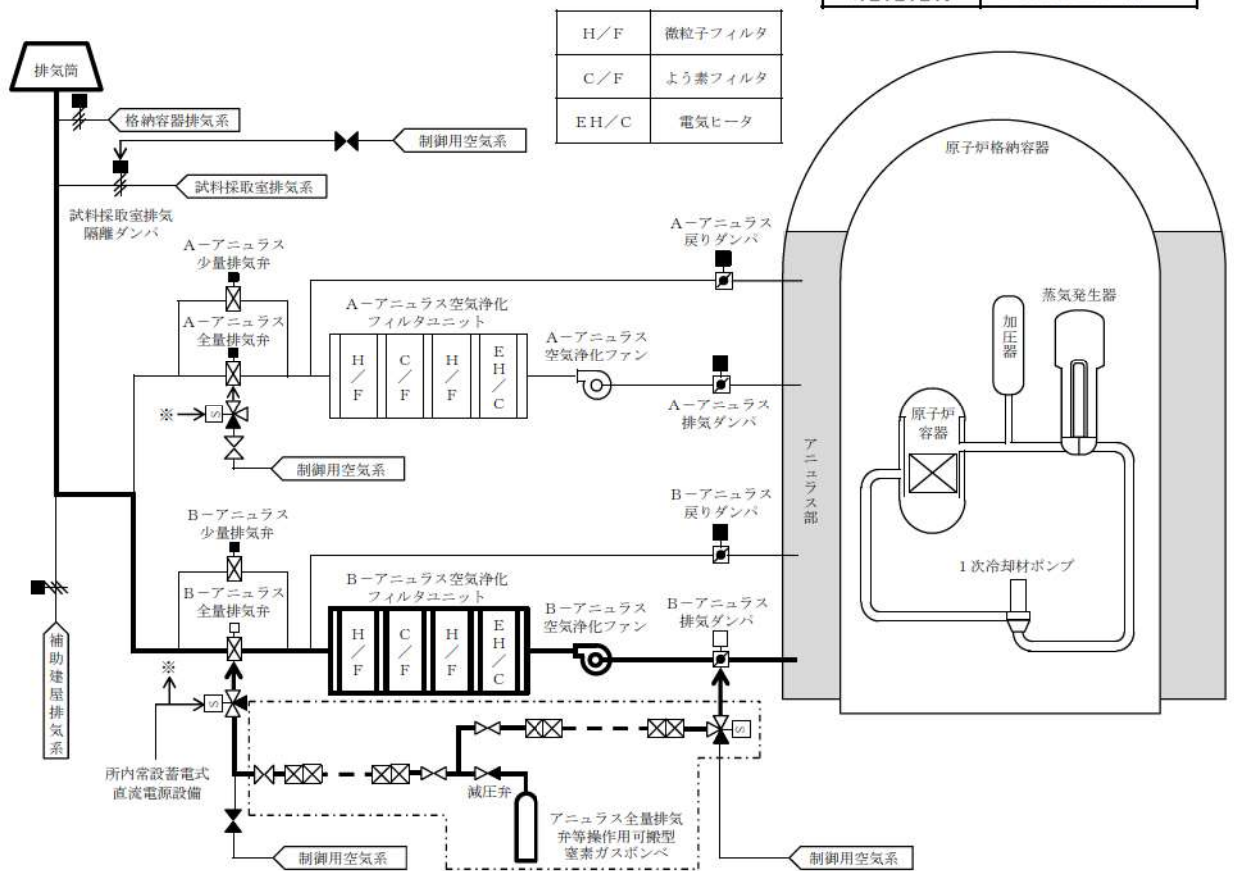 H/F 微粒子フィルタ
C/F よう素フィルタ
EH/C 電気ヒータ
排気筒
格納容器排気系
制御用空気系
試料採取室排気系
試料採取室排気
隔離ダンパ
原子炉格納容器
A-アニュラス
戻りダンパ
A-アニュラス
少量排気弁
A-アニュラス
全量排気弁
A-アニュラス空気浄化
フィルタユニット
H/F
C/F
H/F
EH/C
A-アニュラス
空気浄化ファン
A-アニュラス
排気ダンパ
※
S
制御用空気系
加圧器
蒸気発生器
原子炉
容器
アニュラス部
1次冷却材ポンプ
B-アニュラス
戻りダンパ
B-アニュラス
少量排気弁
B-アニュラス
全量排気弁
B-アニュラス空気浄化
フィルタユニット
H/F
C/F
H/F
EH/C
B-アニュラス
空気浄化ファン
B-アニュラス
排気ダンパ
補助建屋排気系
※
S
S
所内常設蓄電式
直流電源設備
減圧弁
アニュラス全量排気
弁等操作用可搬型
窒素ガスボンベ
制御用空気系
制御用空気系